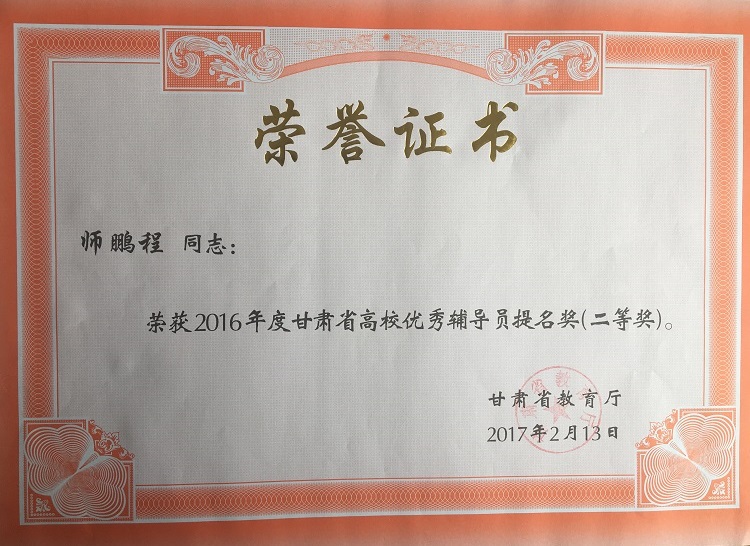 荣誉证书
师鹏程 同志：
荣获2016年度甘肃省高校优秀辅导员提名奖(二等奖)。
甘肃省教育厅
2017年2月13日